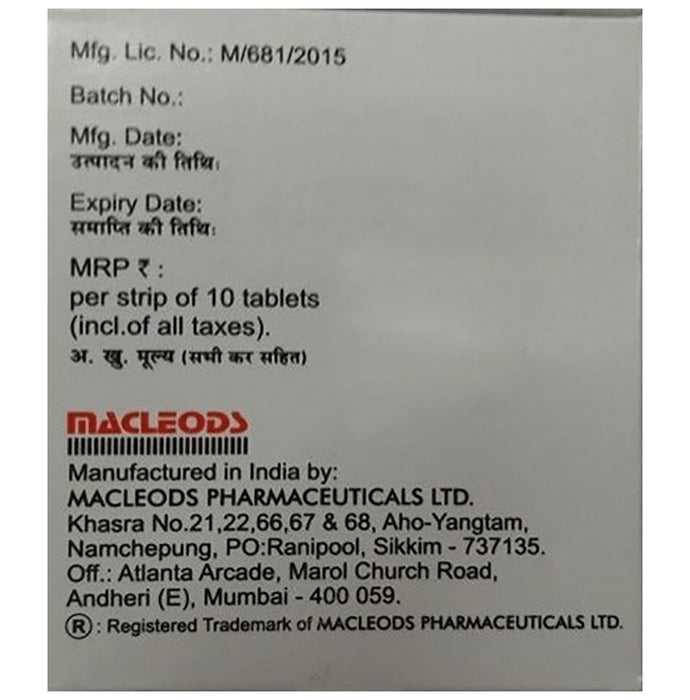 Mfg. Lic. No.: M/681/2015
Batch No.:
Mfg. Date:
उत्पादन की तिथि:
Expiry Date:
समाप्ति की तिथि:
MRP ₹ :
per strip of 10 tablets
(incl.of all taxes).
अ. खु. मूल्य (सभी कर सहित)
MACLEODS
Manufactured in India by:
MACLEODS PHARMACEUTICALS LTD.
Khasra No.21,22,66,67 & 68, Aho-Yangtam,
Namchepung, PO:Ranipool, Sikkim - 737135.
Off.: Atlanta Arcade, Marol Church Road,
Andheri (E), Mumbai - 400 059.
® : Registered Trademark of MACLEODS PHARMACEUTICALS LTD.